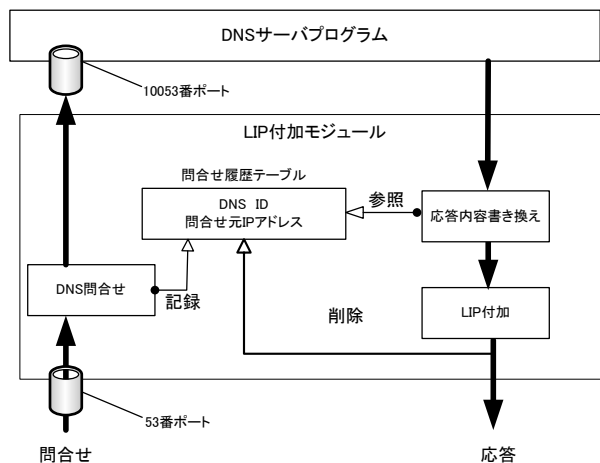 DNSサーバプログラム
10053番ポート
LIP付加モジュール
問合せ履歴テーブル
DNS ID
問合せ元IPアドレス
参照
応答内容書き換え
DNS問合せ
記録
削除
LIP付加
53番ポート
問合せ
応答